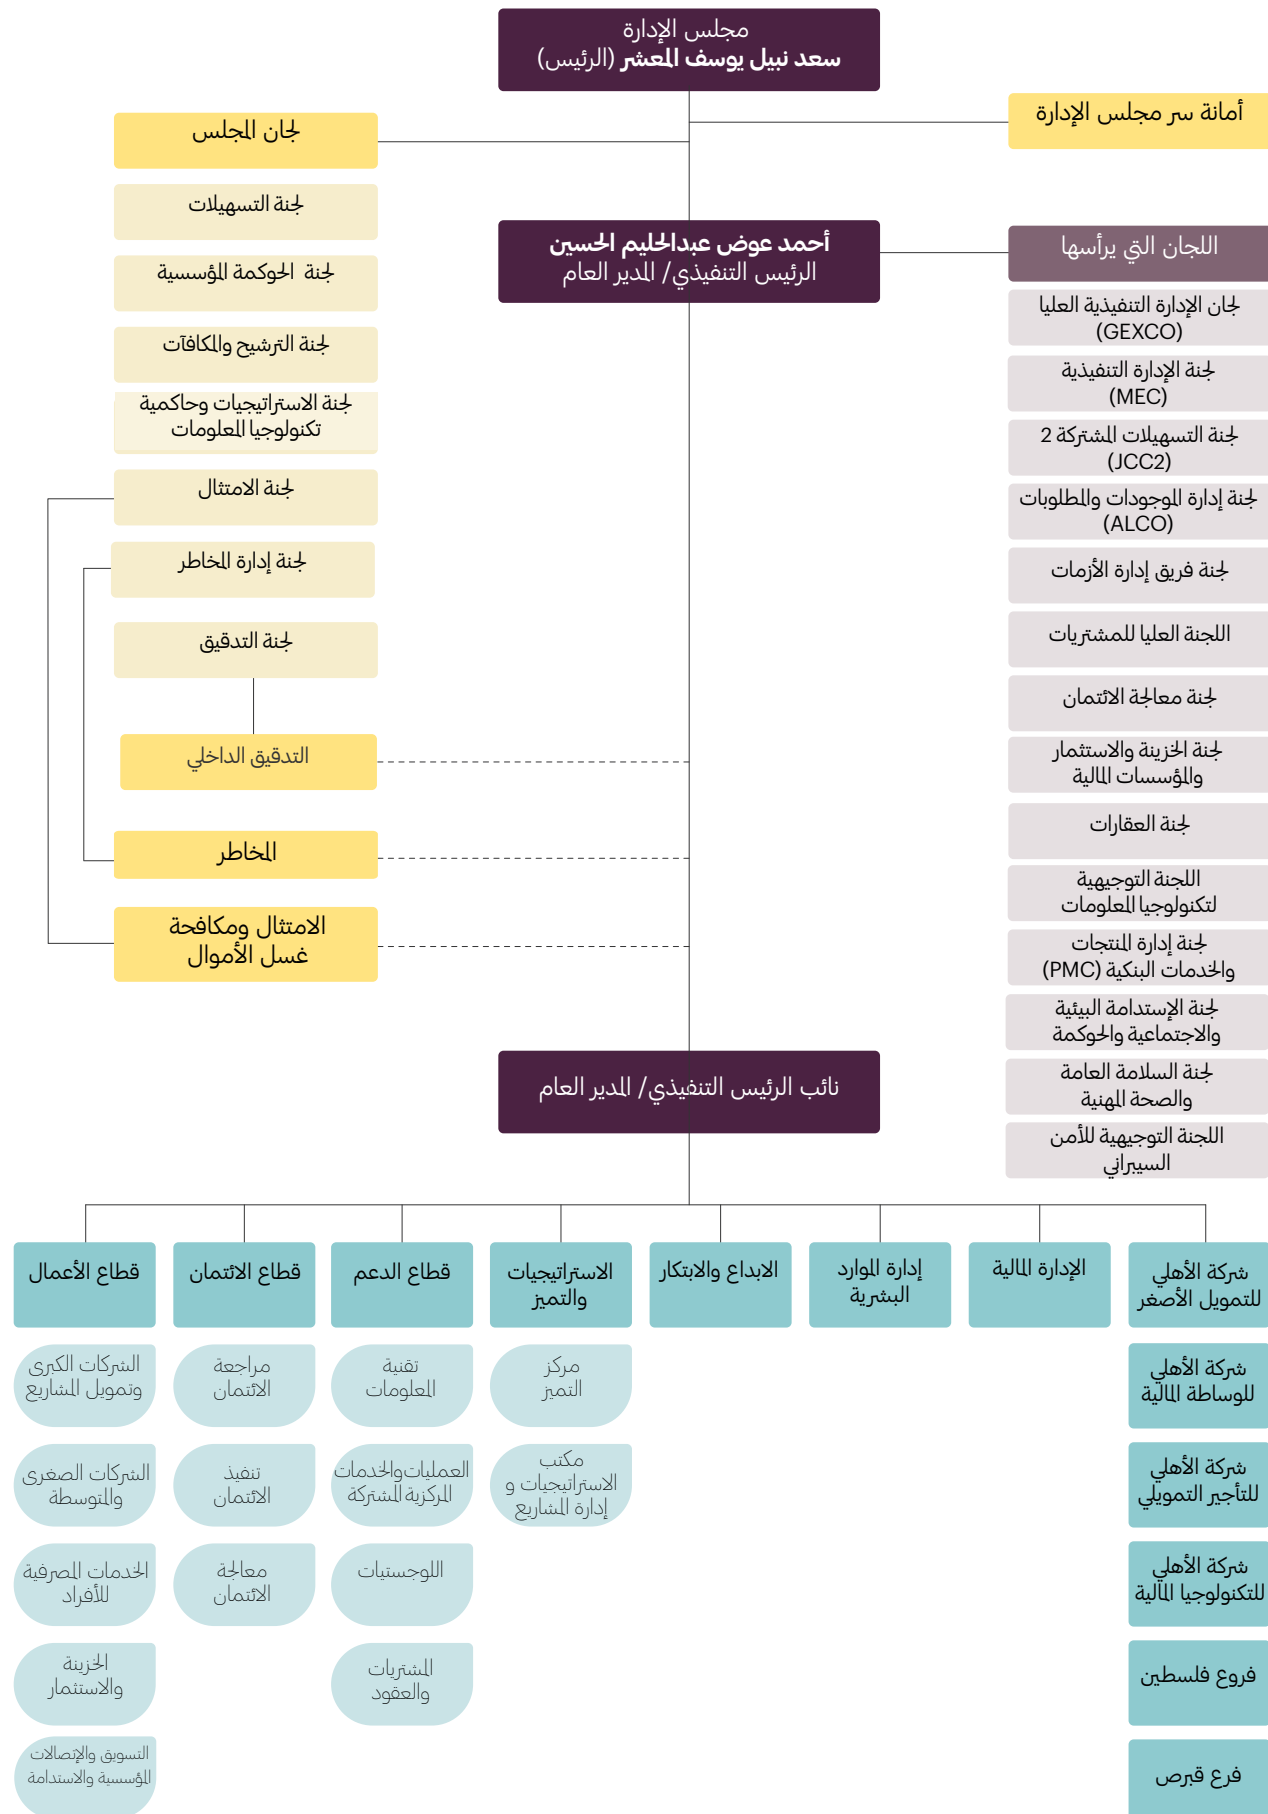 مجلس الإدارة
سعد نبيل يوسف المعشر (الرئيس)
أمانة سر مجلس الإدارة
لجان المجلس
لجنة التسهيلات
لجنة الحوكمة المؤسسية
لجنة الترشيح والمكافآت
لجنة الاستراتيجيات وحاكمية
تكنولوجيا المعلومات
لجنة الامتثال
لجنة إدارة المخاطر
لجنة التدقيق
التدقيق الداخلي
المخاطر
الامتثال ومكافحة
غسل الأموال
أحمد عوض عبدالحليم الحسين
الرئيس التنفيذي/ المدير العام
اللجان التي يرأسها
لجان الإدارة التنفيذية العليا
(GEXCO)
لجنة الإدارة التنفيذية
(MEC)
لجنة التسهيلات المشتركة 2
(JCC2)
لجنة إدارة الموجودات والمطلوبات
(ALCO)
لجنة فريق إدارة الأزمات
اللجنة العليا للمشتريات
لجنة معالجة الائتمان
لجنة الخزينة والاستثمار
والمؤسسات المالية
لجنة العقارات
اللجنة التوجيهية
لتكنولوجيا المعلومات
لجنة إدارة المنتجات
والخدمات البنكية (PMC)
لجنة الإستدامة البيئية
والاجتماعية والحوكمة
لجنة السلامة العامة
والصحة المهنية
اللجنة التوجيهية للأمن
السيبراني
نائب الرئيس التنفيذي/ المدير العام
شركة الأهلي
للتمويل الأصغر
شركة الأهلي
للوساطة المالية
شركة الأهلي
للتأجير التمويلي
شركة الأهلي
للتكنولوجيا المالية
فروع فلسطين
فرع قبرص
الإدارة المالية
إدارة الموارد
البشرية
الابداع والابتكار
الاستراتيجيات
والتميز
مركز
التميز
مكتب
الاستراتيجيات و
إدارة المشاريع
قطاع الدعم
تقنية
المعلومات
العمليات والخدمات
المركزية المشتركة
اللوجستيات
المشتريات
والعقود
قطاع الائتمان
مراجعة
الائتمان
تنفيذ
الائتمان
معالجة
الائتمان
قطاع الأعمال
الشركات الكبرى
وتمويل المشاريع
الشركات الصغرى
والمتوسطة
الخدمات المصرفية
للأفراد
الخزينة
والاستثمار
التسويق والإتصالات
المؤسسية والاستدامة